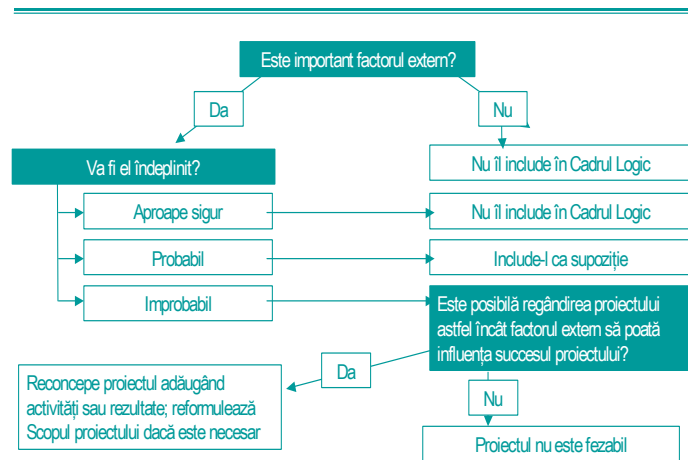 Este important factorul extern?
Da
Nu
Va fi el îndeplinit?
Nu îl include în Cadrul Logic
Aproape sigur
Nu îl include în Cadrul Logic
Probabil
Include-l ca supoziție
Improbabil
Este posibilă regândirea proiectului
astfel încât factorul extern să poată
influența succesul proiectului?
Da
Reconcepe proiectul adăugând
activități sau rezultate; reformulează
Scopul proiectului dacă este necesar
Nu
Proiectul nu este fezabil